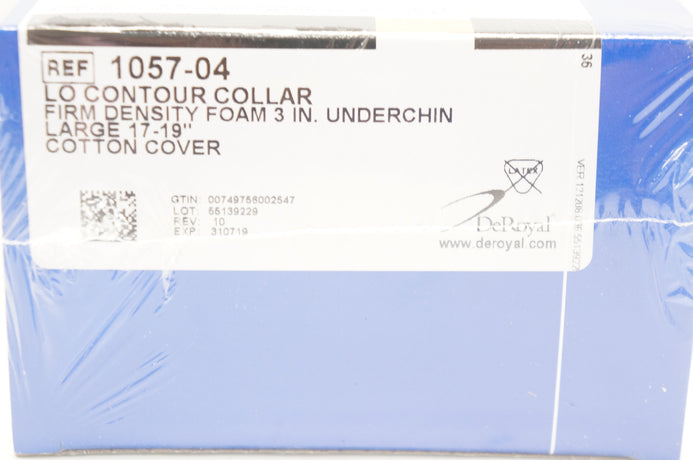 REF 1057-04
LO CONTOUR COLLAR
FIRM DENSITY FOAM 3 IN. UNDERCHIN
LARGE 17-19"
COTTON COVER
GTIN: 00749756002547
LOT: 55139229
REV: 10
EXP: 310719
LATEX
DeRoyal
www.deroyal.com
36